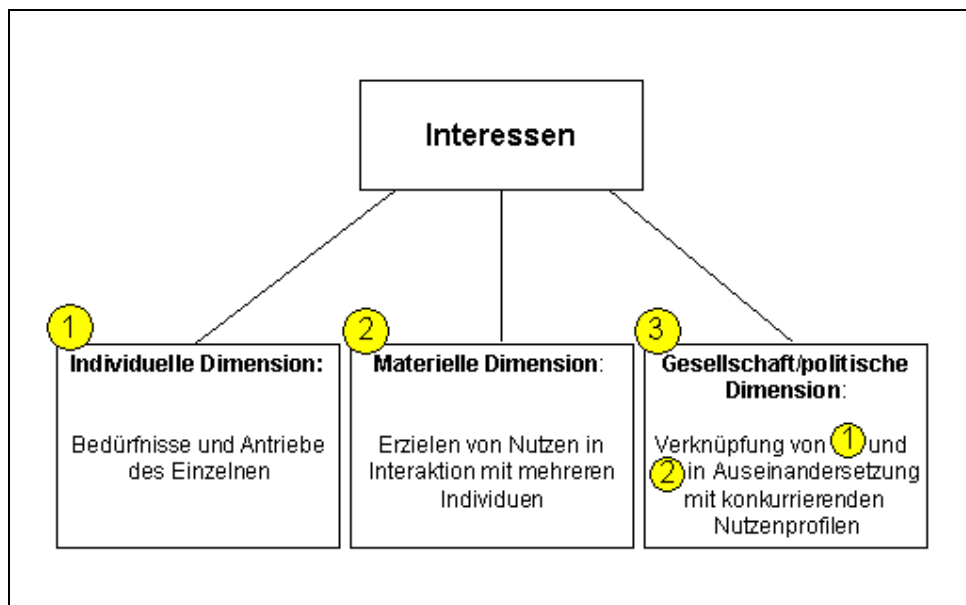 Interessen
1
Individuelle Dimension:
Bedürfnisse und Antriebe
des Einzelnen
2
Materielle Dimension:
Erzielen von Nutzen in
Interaktion mit mehreren
Individuen
3
Gesellschaft/politische
Dimension:
Verknüpfung von 1 und
2 in Auseinandersetzung
mit konkurrierenden
Nutzenprofilen